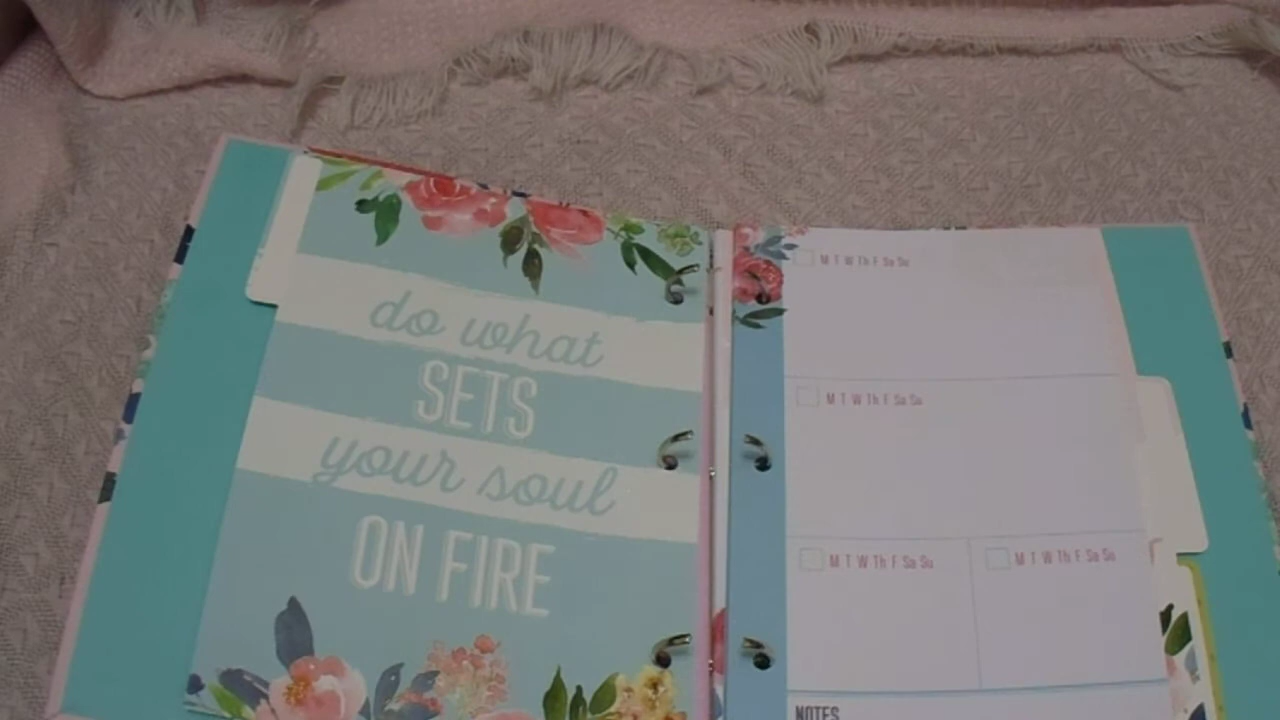 do what
SETS
your soul
ON FIRE
M T W Th F Sa Su
M T W Th F Sa Su
M T W Th F Sa Su
M T W Th F Sa Su
NOTES